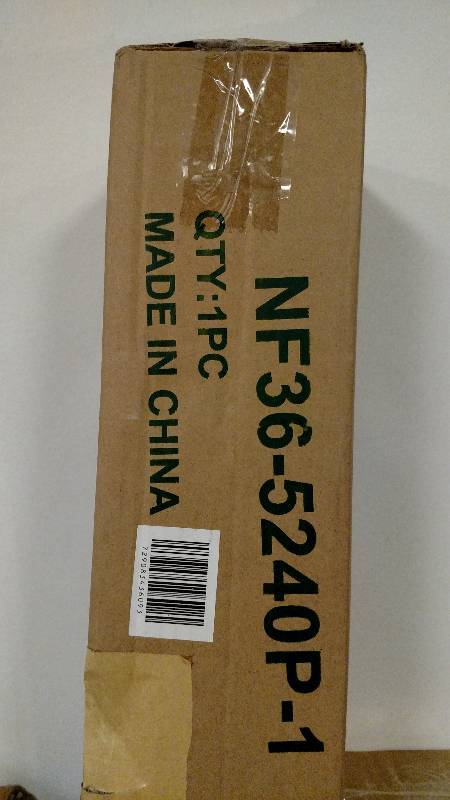 NF36-5240P-1
QTY:1PC
MADE IN CHINA